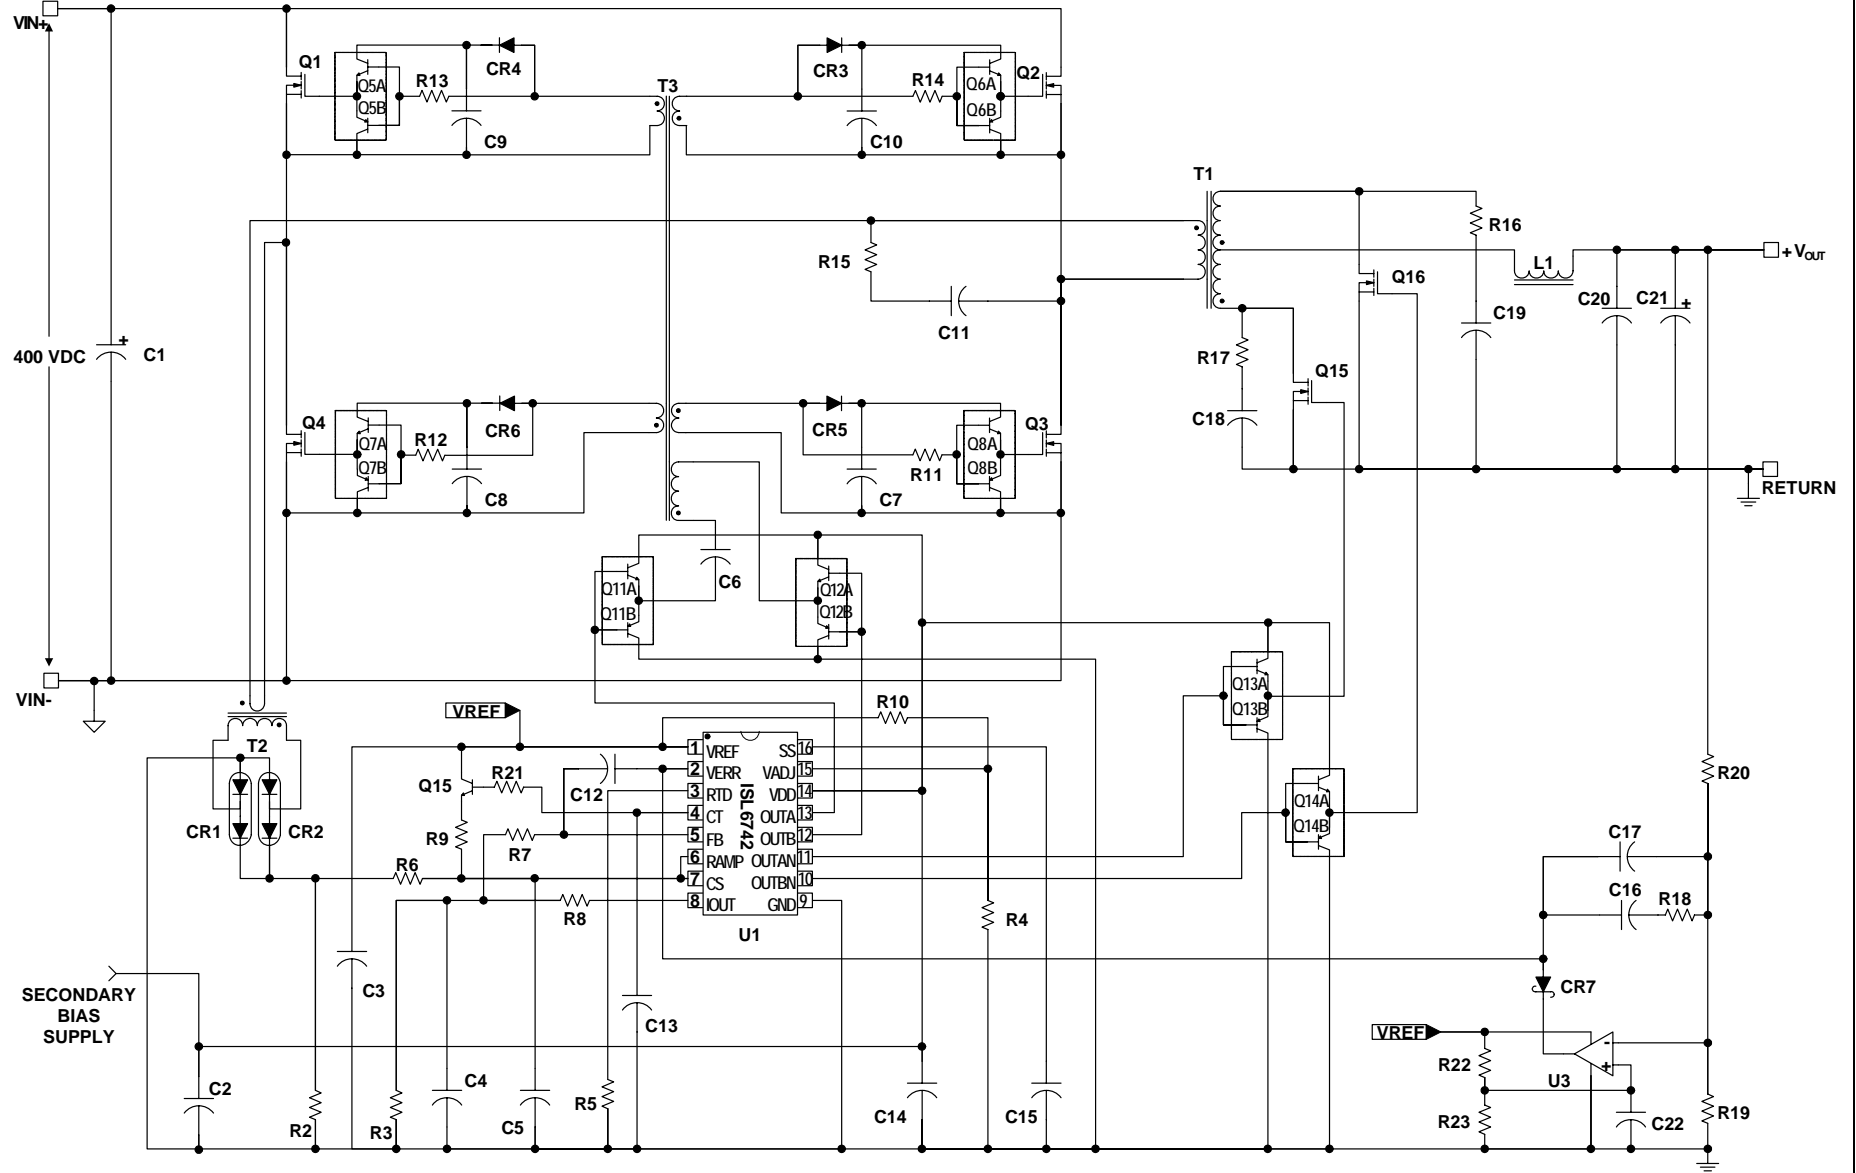 VIN+
Q1
Q5A
Q5B
R13
CR4
C9
T3
CR3
C10
R14
Q6A
Q6B
Q2
T1
R16
R15
C11
Q16
L1
C20
C21
+
+ VOUT
C19
400 VDC
+
C1
R17
Q15
C18
RETURN
Q4
Q7A
Q7B
R12
CR6
C8
CR5
C7
R11
Q8A
Q8B
Q3
Q11A
Q11B
C6
Q12A
Q12B
VIN-
Q13A
Q13B
R10
VREF
T2
CR1
CR2
Q15
R21
C12
R9
R7
R6
R8
1 VREF
2 VERR
3 RTD
4 CT
5 FB
6 RAMP
7 CS
8 IOUT
ISL6742
SS 16
VADJ 15
VDD 14
OUTA 13
OUTB 12
OUTAN 11
OUTBN 10
GND 9
U1
R4
Q14A
Q14B
R20
C17
C16
R18
CR7
C3
C13
SECONDARY
BIAS
SUPPLY
C2
R2
R3
C4
C5
R5
C14
C15
VREF
R22
-
+
U3
R23
C22
R19